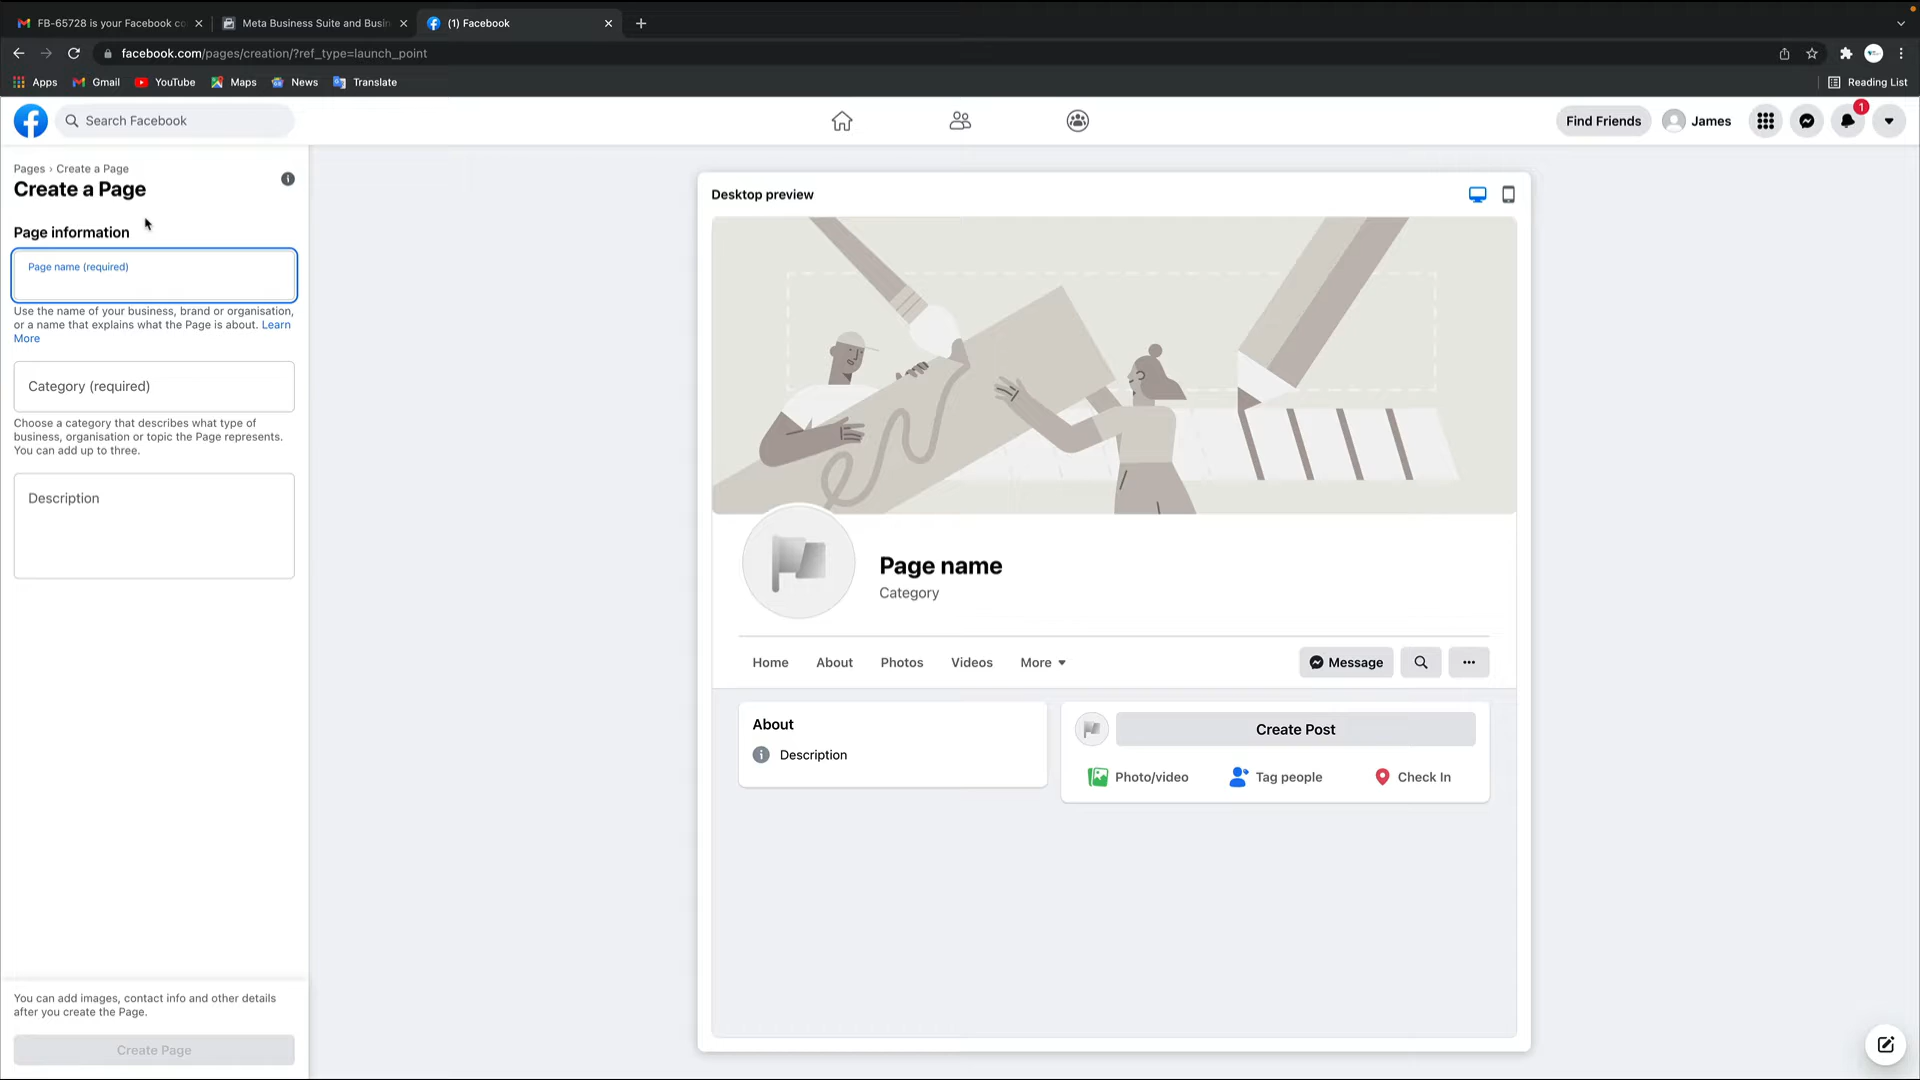 FB-65728 is your Facebook co
Meta Business Suite and Busin
(1) Facebook
facebook.com/pages/creation/?ref_type=launch_point
Apps
Gmail
YouTube
Maps
News
Translate
Reading List
Search Facebook
Find Friends
James
1
Pages › Create a Page
Create a Page
Page information
Page name (required)
Use the name of your business, brand or organisation,
or a name that explains what the Page is about. Learn
More
Category (required)
Choose a category that describes what type of
business, organisation or topic the Page represents.
You can add up to three.
Description
You can add images, contact info and other details
after you create the Page.
Create Page
Desktop preview
Page name
Category
Home
About
Photos
Videos
More
Message
About
Description
Create Post
Photo/video
Tag people
Check In